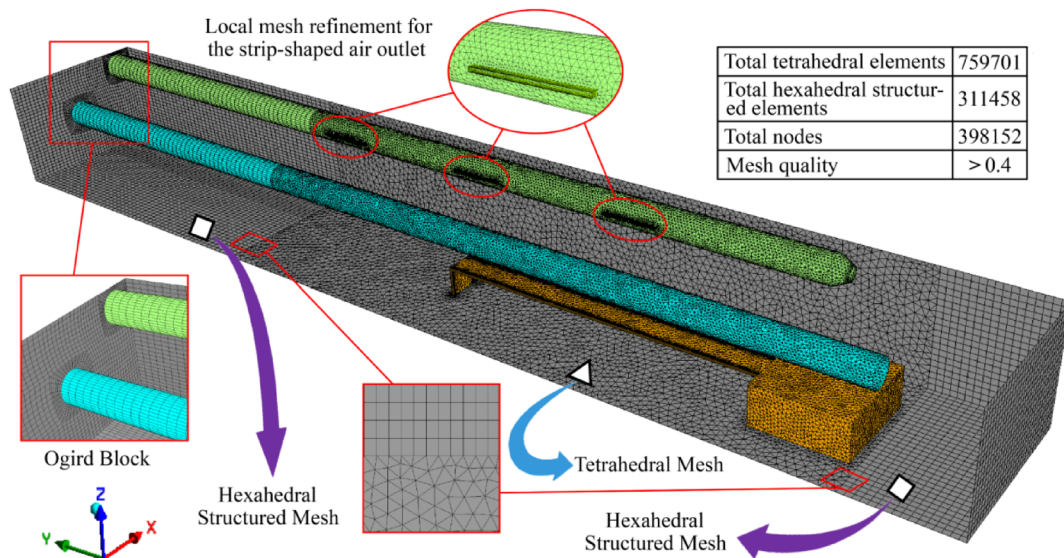 Local mesh refinement for
the strip-shaped air outlet
Total tetrahedral elements 759701
Total hexahedral structur-
ed elements 311458
Total nodes 398152
Mesh quality > 0.4
Ogird Block
Hexahedral
Structured Mesh
Tetrahedral Mesh
Hexahedral
Structured Mesh
Z
Y
X